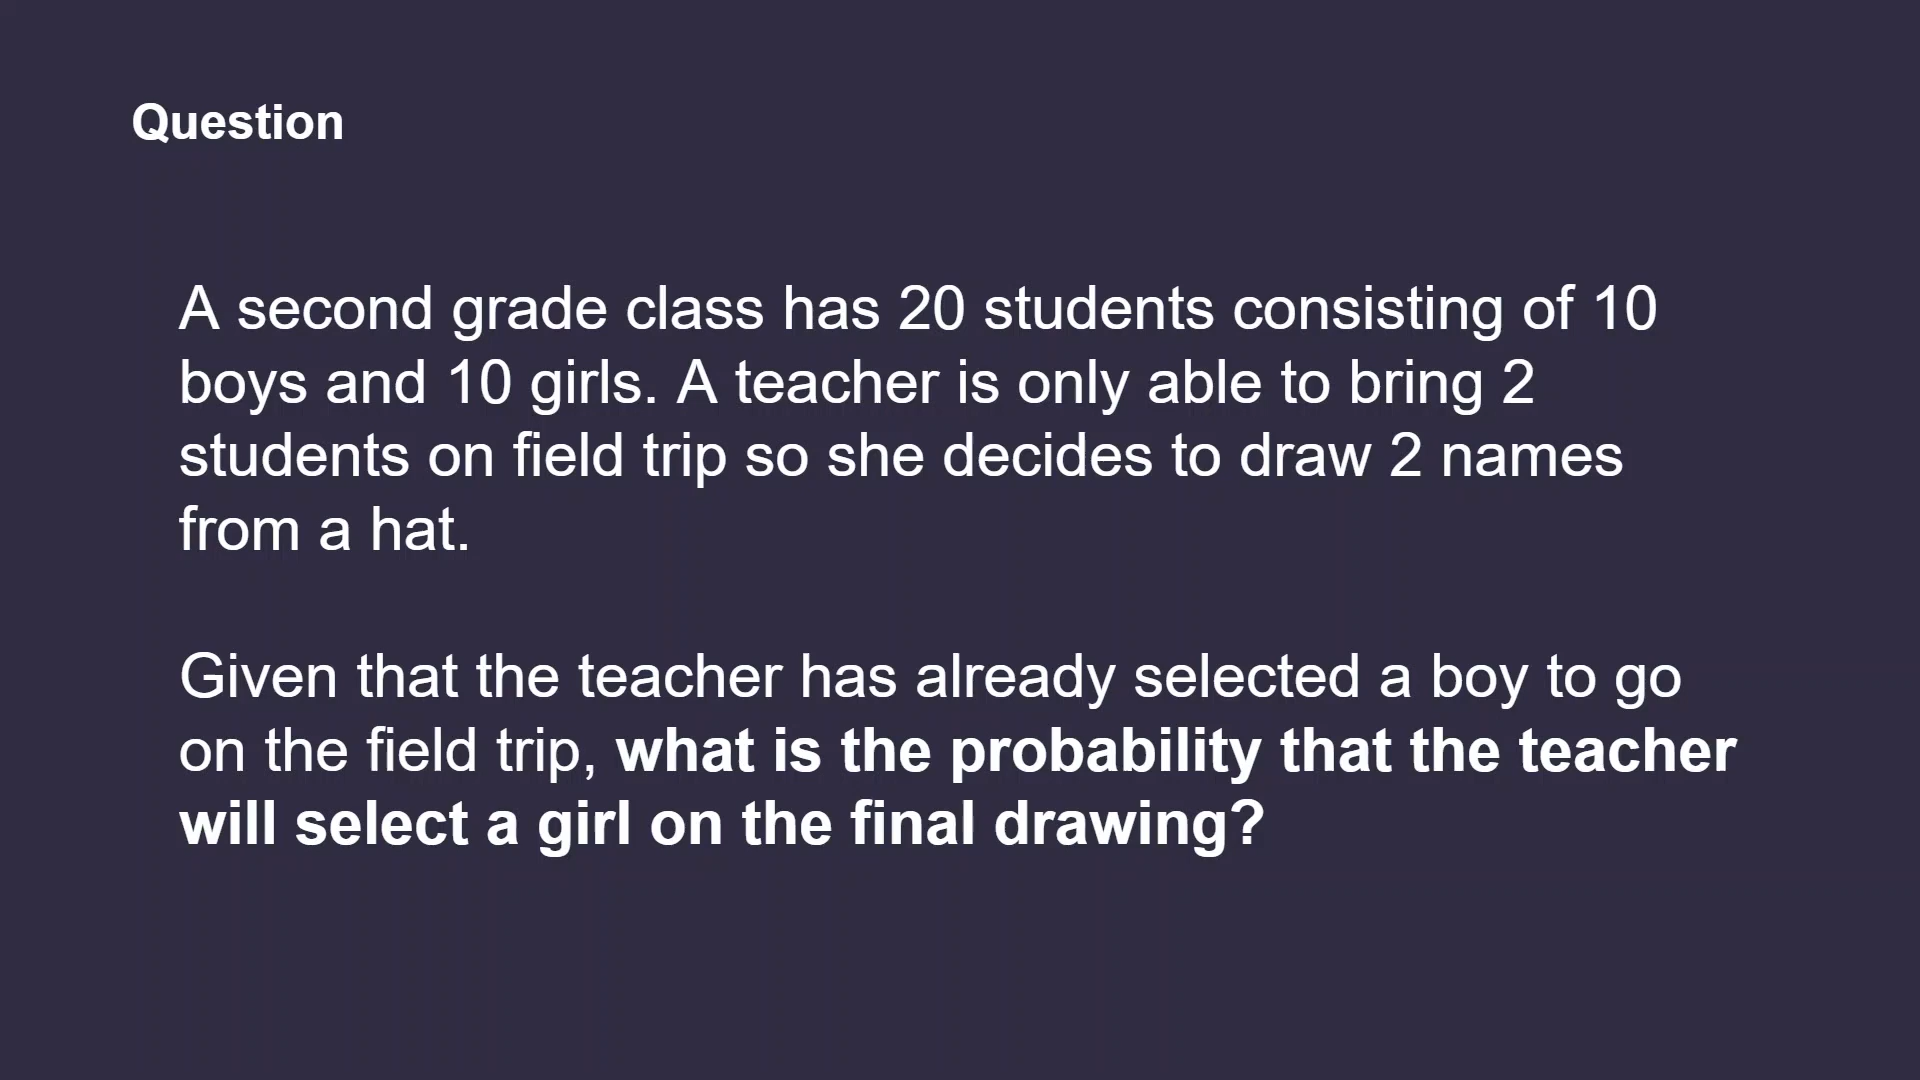 Question
A second grade class has 20 students consisting of 10
boys and 10 girls. A teacher is only able to bring 2
students on field trip so she decides to draw 2 names
from a hat.
Given that the teacher has already selected a boy to go
on the field trip, what is the probability that the teacher
will select a girl on the final drawing?